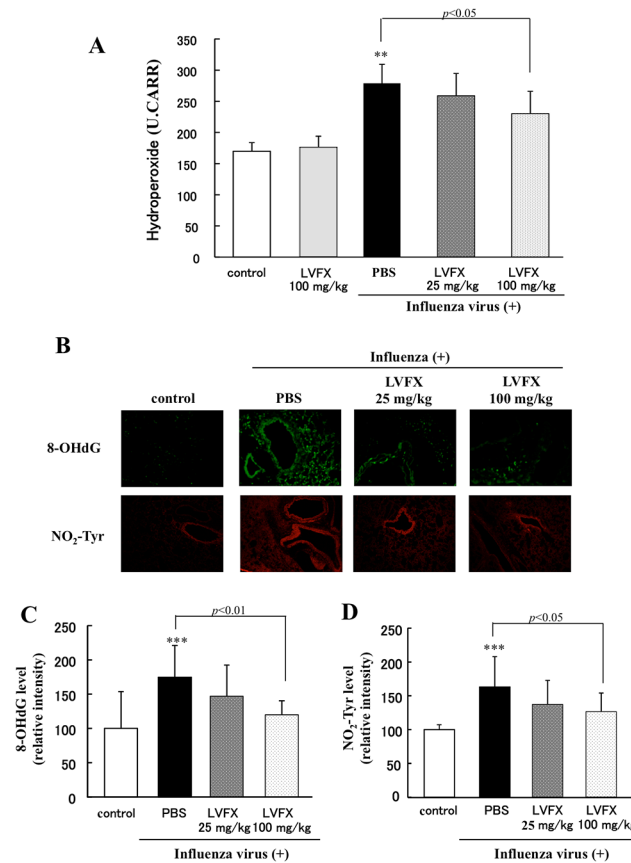 A
p<0.05
**
Hydroperoxide (U.CARR)
350
300
250
200
150
100
50
0
control
LVFX
100 mg/kg
PBS
LVFX
25 mg/kg
LVFX
100 mg/kg
Influenza virus (+)
B
Influenza (+)
control
PBS
LVFX
25 mg/kg
LVFX
100 mg/kg
8-OHdG
NO₂-Tyr
C
p<0.01
***
8-OHdG level
(relative intensity)
250
200
150
100
50
0
control
PBS
LVFX
25 mg/kg
LVFX
100 mg/kg
Influenza virus (+)
D
p<0.05
***
NO₂-Tyr level
(relative intensity)
250
200
150
100
50
0
control
PBS
LVFX
25 mg/kg
LVFX
100 mg/kg
Influenza virus (+)